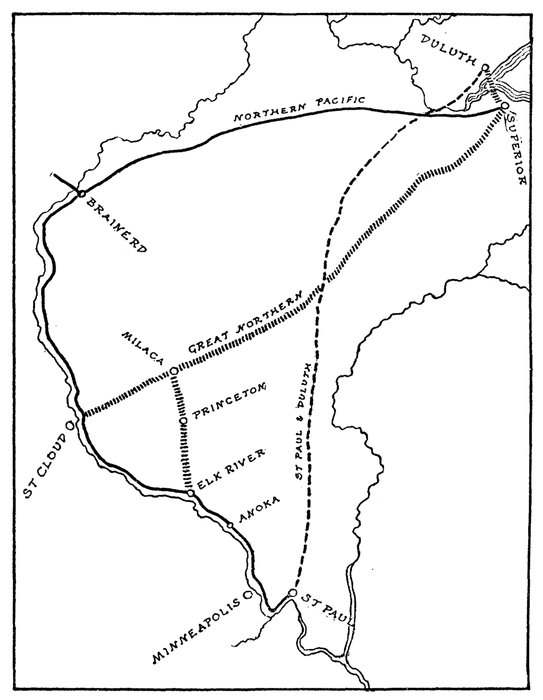 DULUTH
NORTHERN PACIFIC
SUPERIOR
BRAINERD
GREAT NORTHERN
MILACA
PRINCETON
ST PAUL & DULUTH
ST CLOUD
ELK RIVER
ANOKA
MINNEAPOLIS
ST PAUL